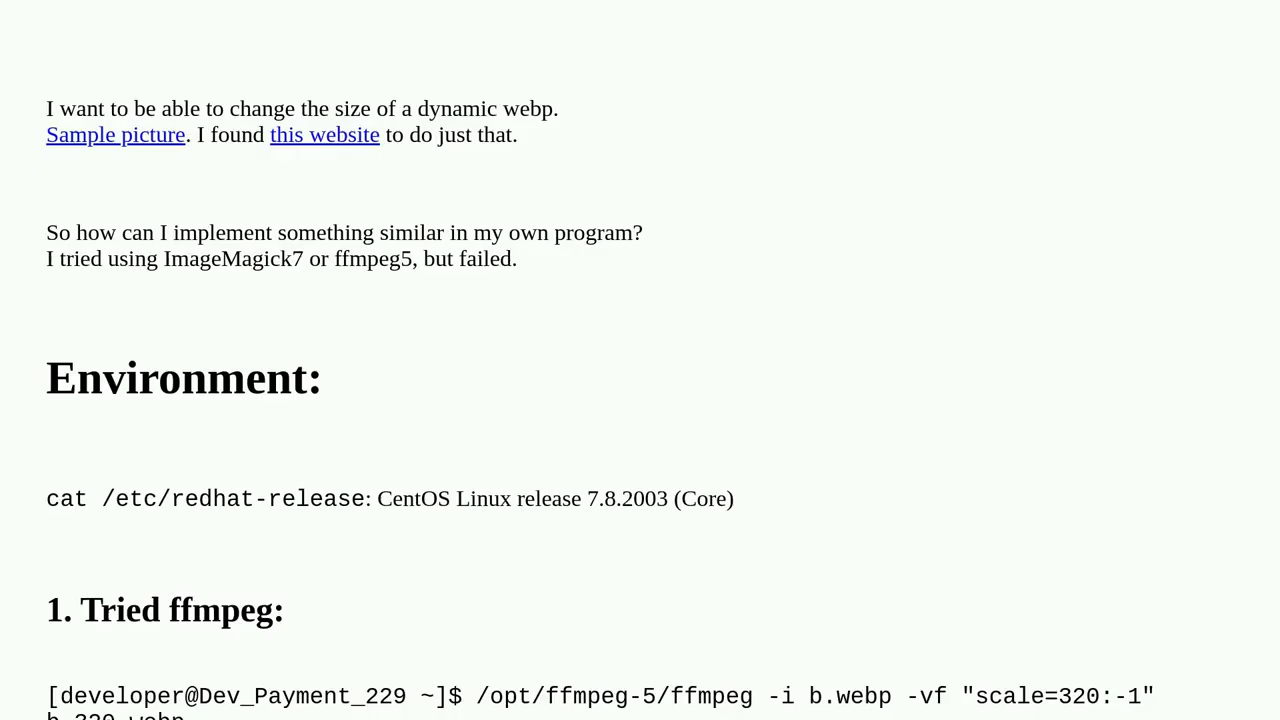 I want to be able to change the size of a dynamic webp.
Sample picture. I found this website to do just that.
So how can I implement something similar in my own program?
I tried using ImageMagick7 or ffmpeg5, but failed.
Environment:
cat /etc/redhat-release: CentOS Linux release 7.8.2003 (Core)
1. Tried ffmpeg:
[developer@Dev_Payment_229 ~]$ /opt/ffmpeg-5/ffmpeg -i b.webp -vf "scale=320:-1"
b_320.webp